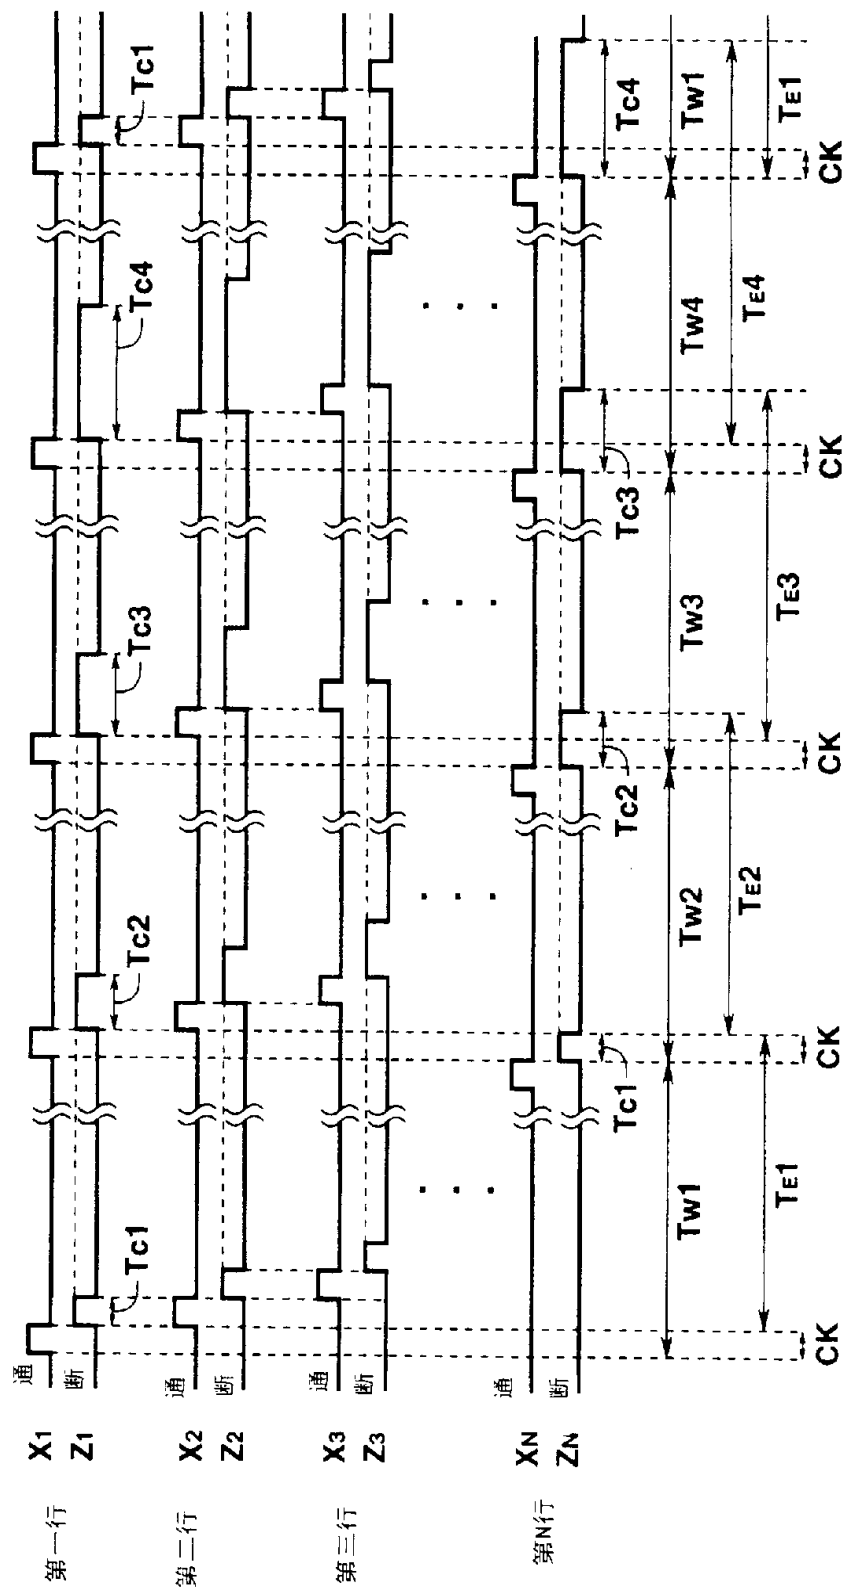 第一行
X1 通
Z1 断
Tc1 Tc2 Tc3 Tc4 Tc1
第二行
X2 通
Z2 断
第三行
X3 通
Z3 断
· · · · · · · · · · · ·
第N行
XN 通
ZN 断
Tc1 Tc2 Tc3 Tc4
Tw1 Tw2 Tw3 Tw4 Tw1
TE2 TE4
TE1 TE3 TE1
CK CK CK CK CK